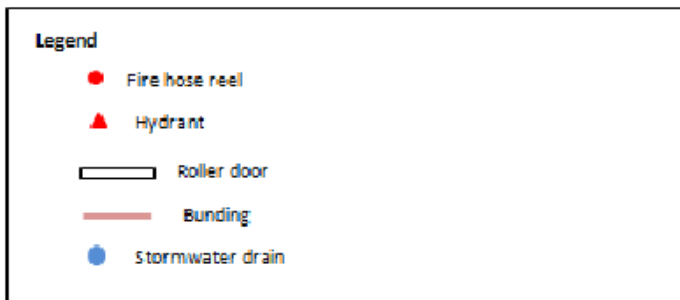 Legend
Fire hose reel
Hydrant
Roller door
Bunding
Stormwater drain